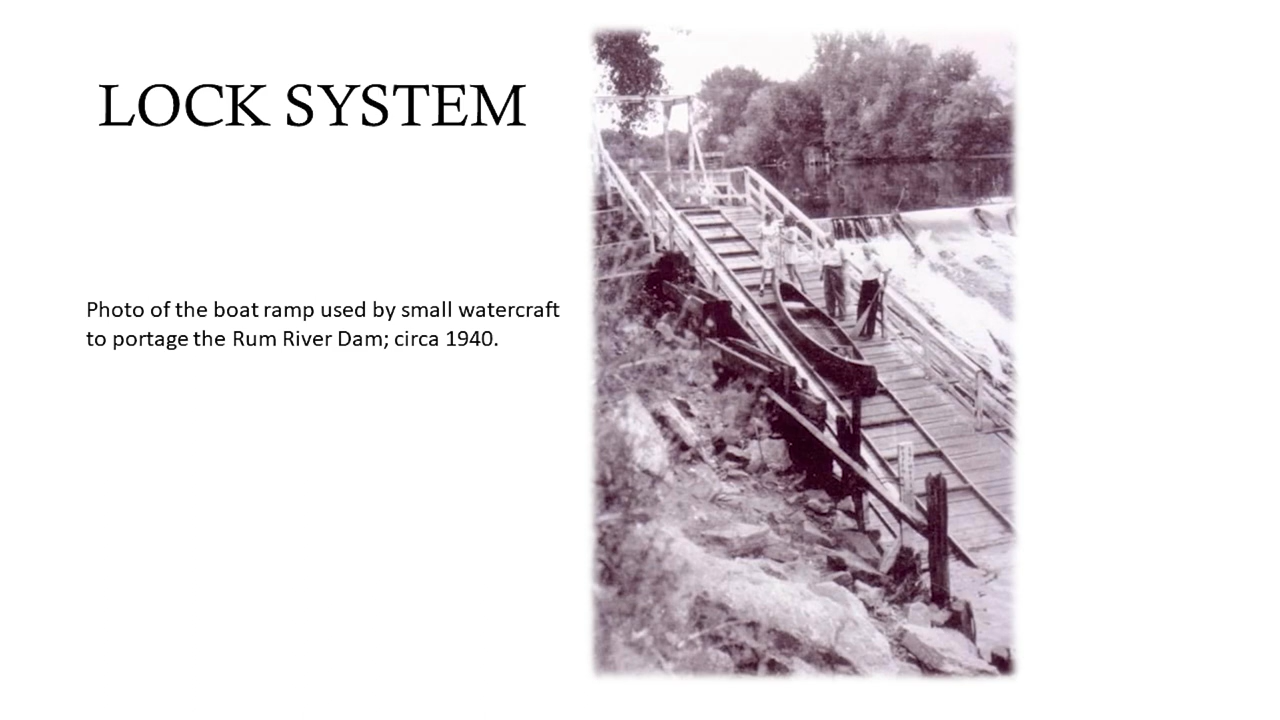 LOCK SYSTEM
Photo of the boat ramp used by small watercraft
to portage the Rum River Dam; circa 1940.